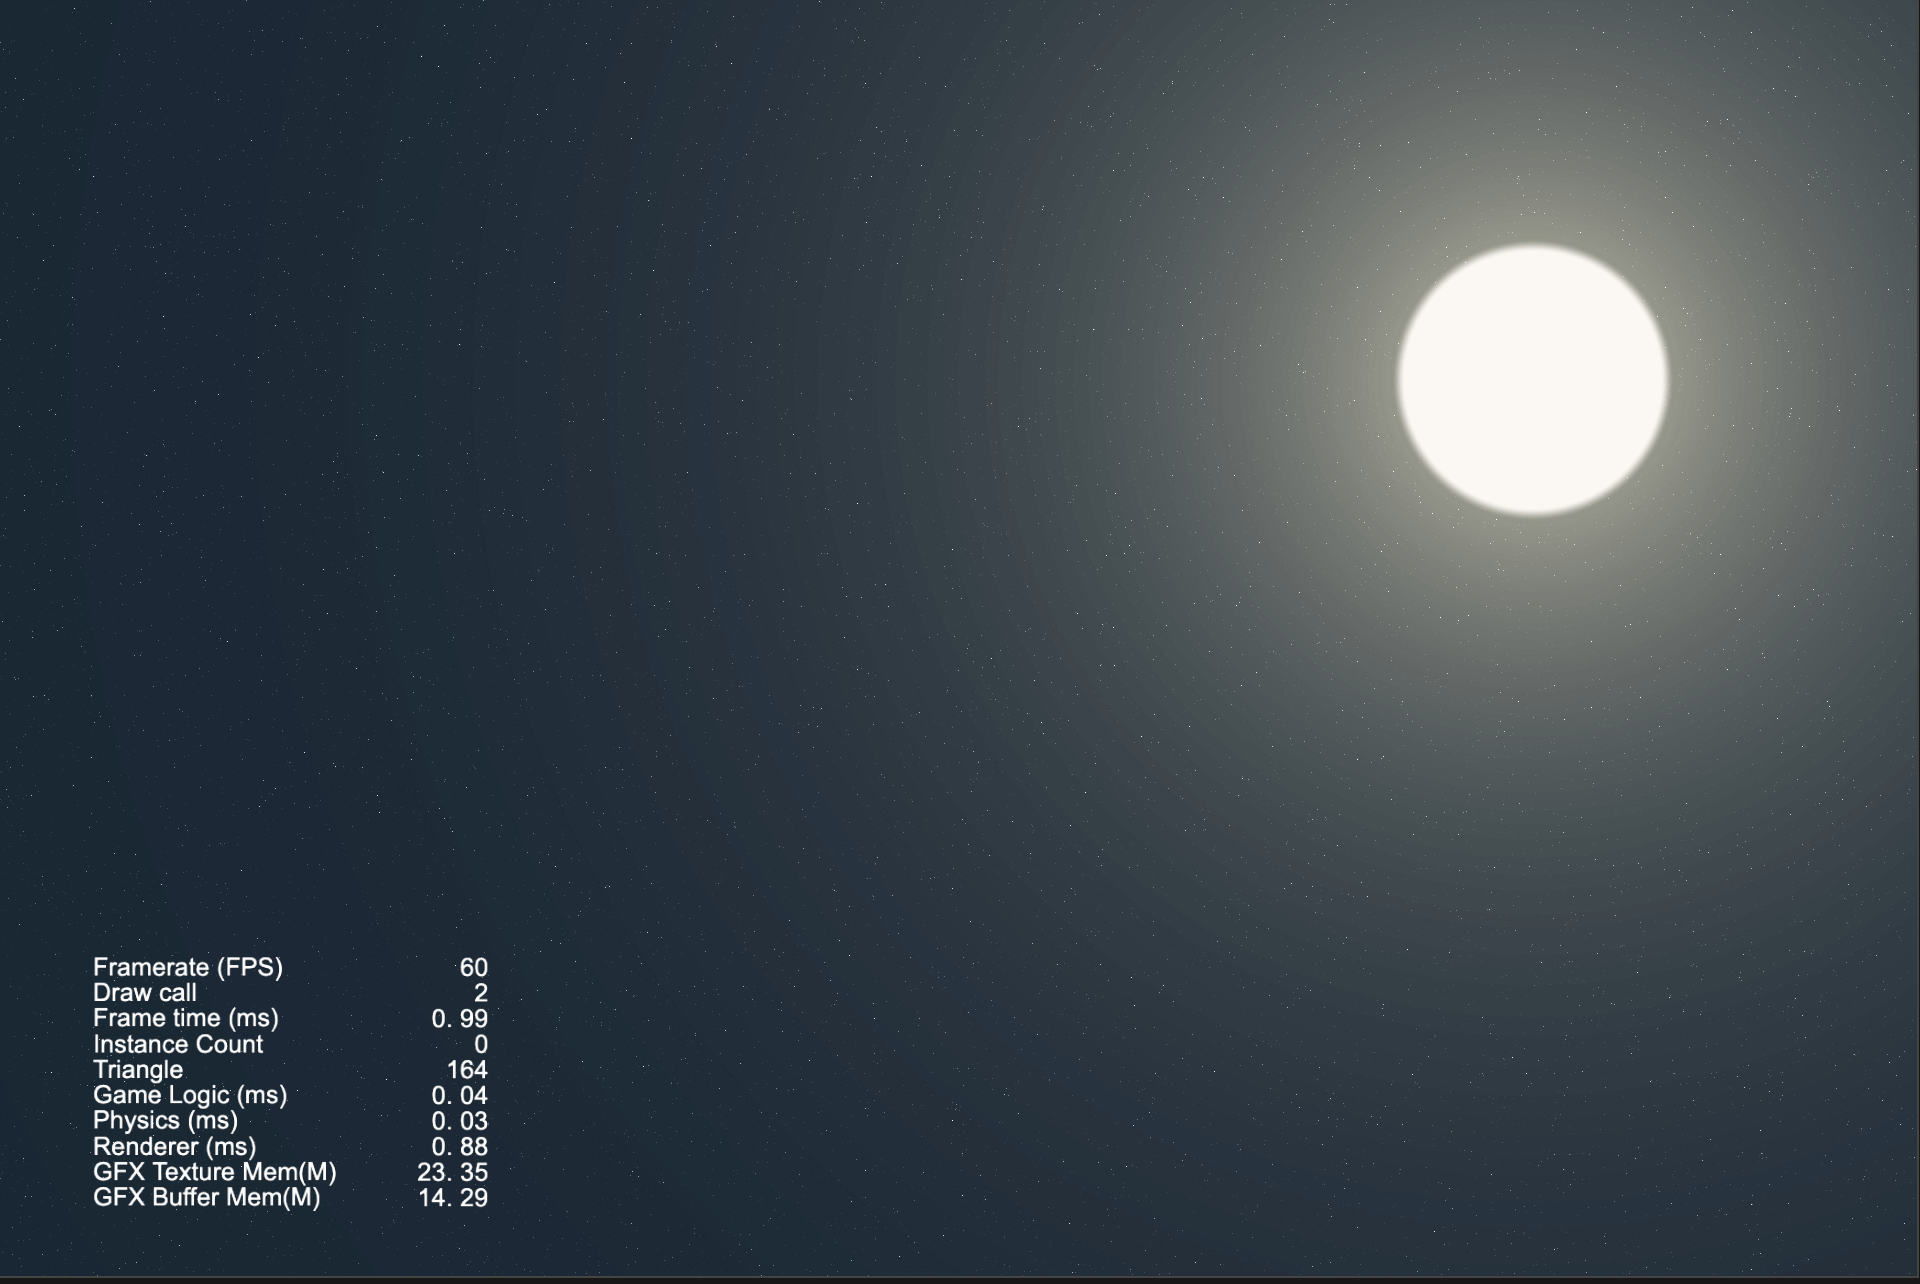 Framerate (FPS) 60
Draw call 2
Frame time (ms) 0. 99
Instance Count 0
Triangle 164
Game Logic (ms) 0. 04
Physics (ms) 0. 03
Renderer (ms) 0. 88
GFX Texture Mem(M) 23. 35
GFX Buffer Mem(M) 14. 29